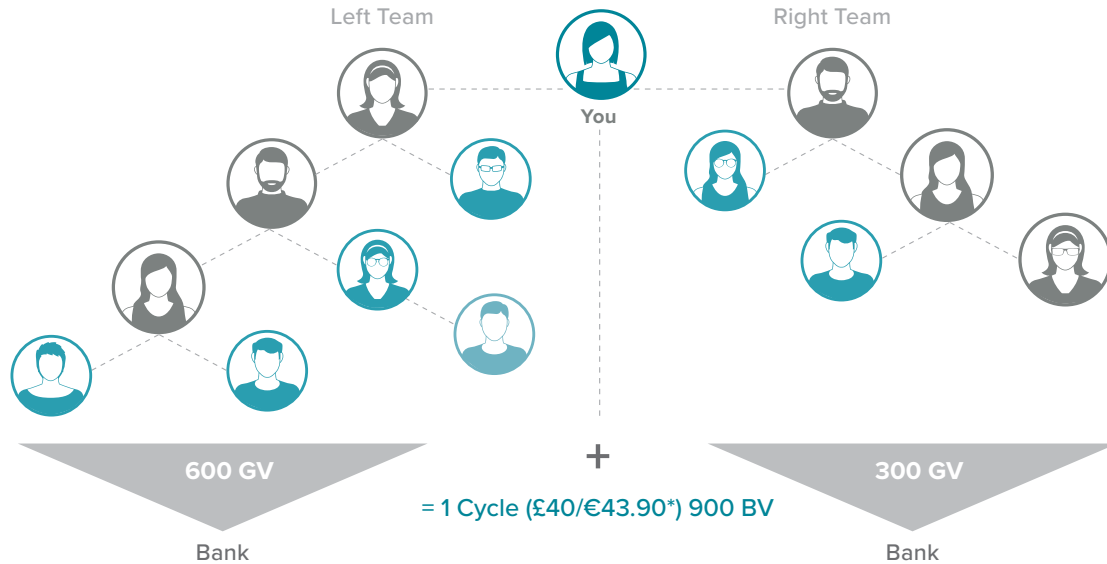 Left Team
Right Team
You
600 GV
+
300 GV
= 1 Cycle (£40/€43.90*) 900 BV
Bank
Bank